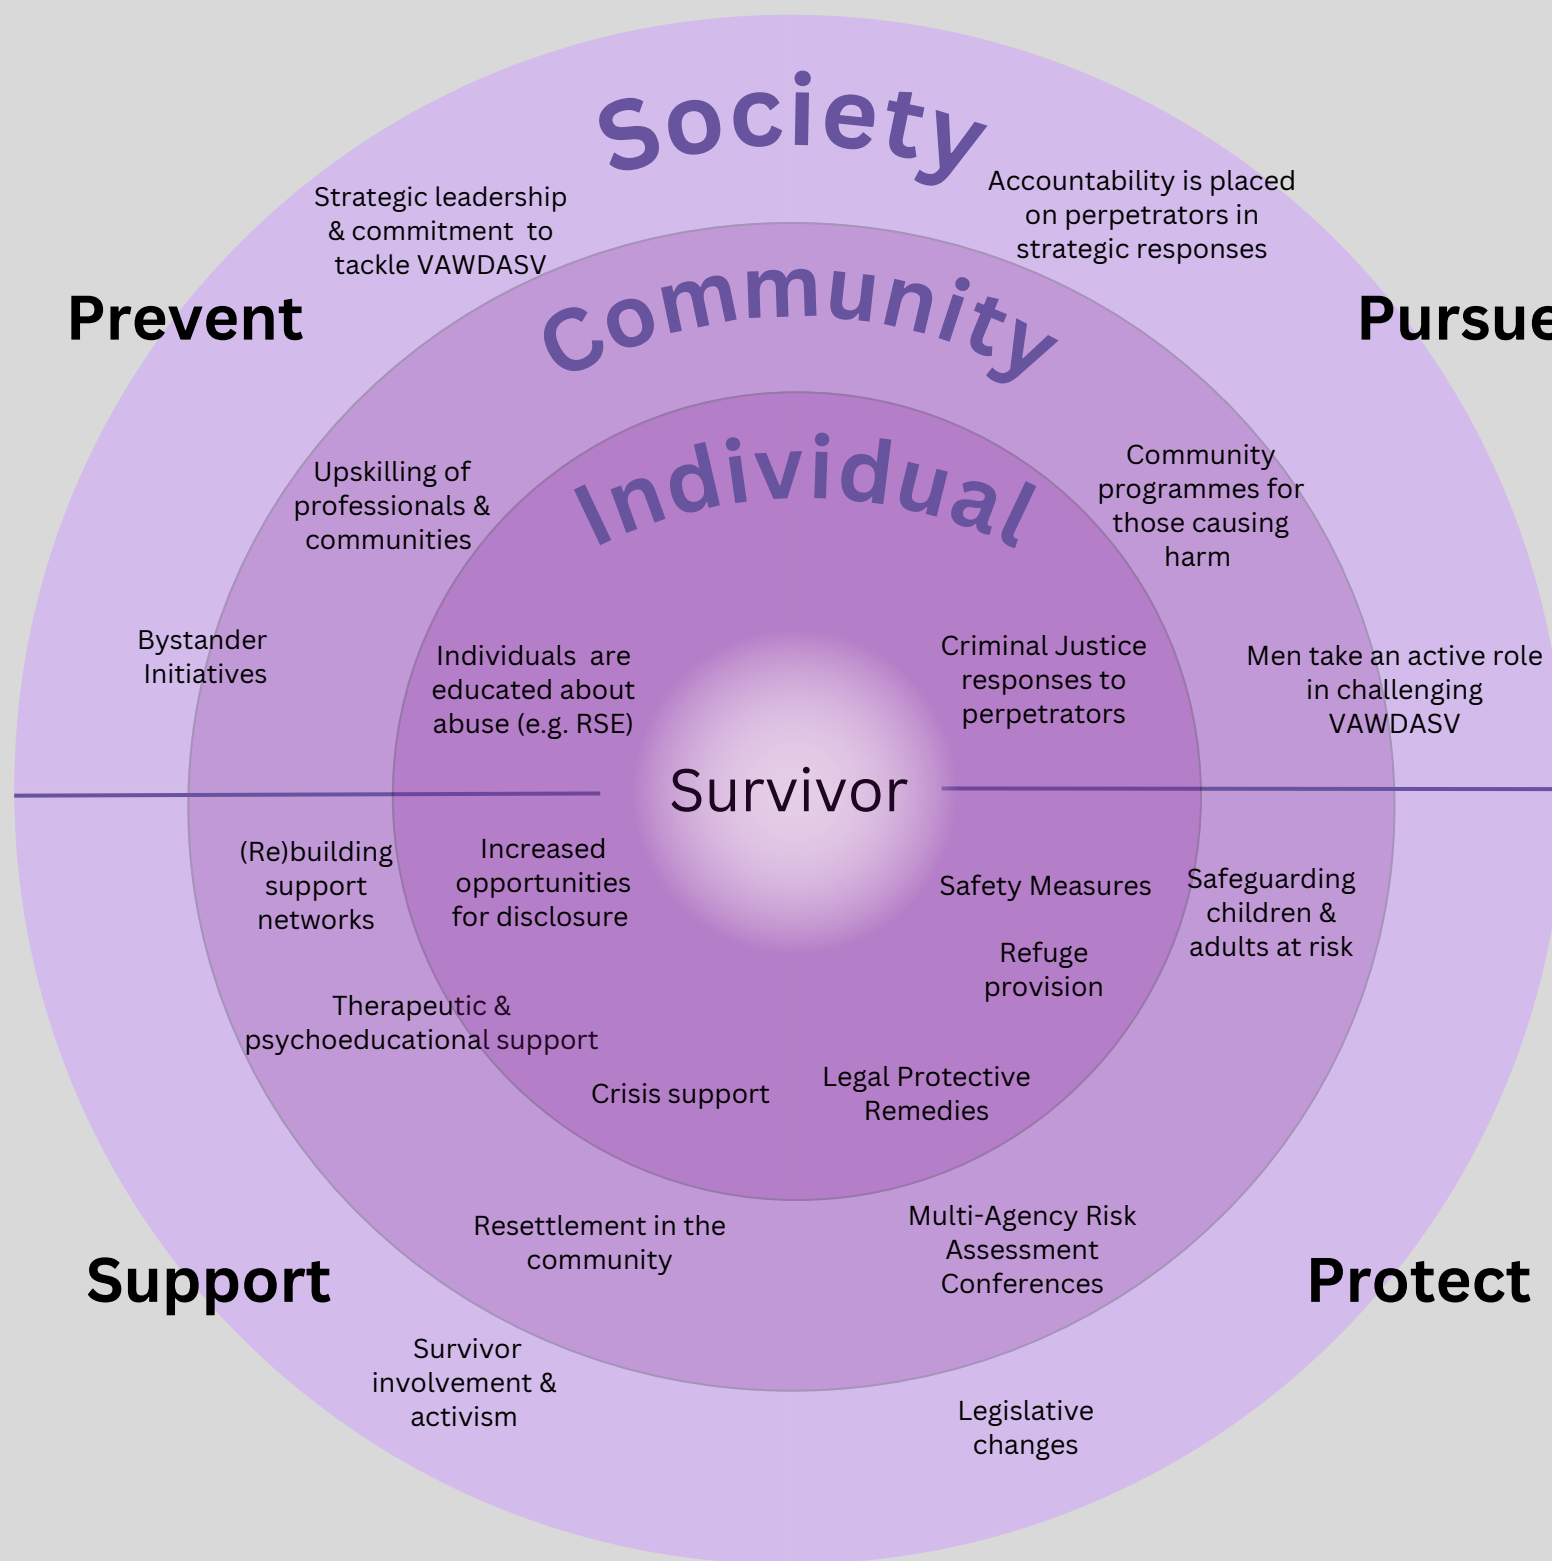 Society
Strategic leadership
& commitment to
tackle VAWDASV
Accountability is placed
on perpetrators in
strategic responses
Prevent
Pursue
Community
Individual
Upskilling of
professionals &
communities
Community
programmes for
those causing
harm
Bystander
Initiatives
Individuals are
educated about
abuse (e.g. RSE)
Criminal Justice
responses to
perpetrators
Men take an active role
in challenging
VAWDASV
Survivor
(Re)building
support
networks
Increased
opportunities
for disclosure
Safety Measures
Safeguarding
children &
adults at risk
Refuge
provision
Therapeutic &
psychoeducational support
Crisis support
Legal Protective
Remedies
Resettlement in the
community
Multi-Agency Risk
Assessment
Conferences
Support
Protect
Survivor
involvement &
activism
Legislative
changes